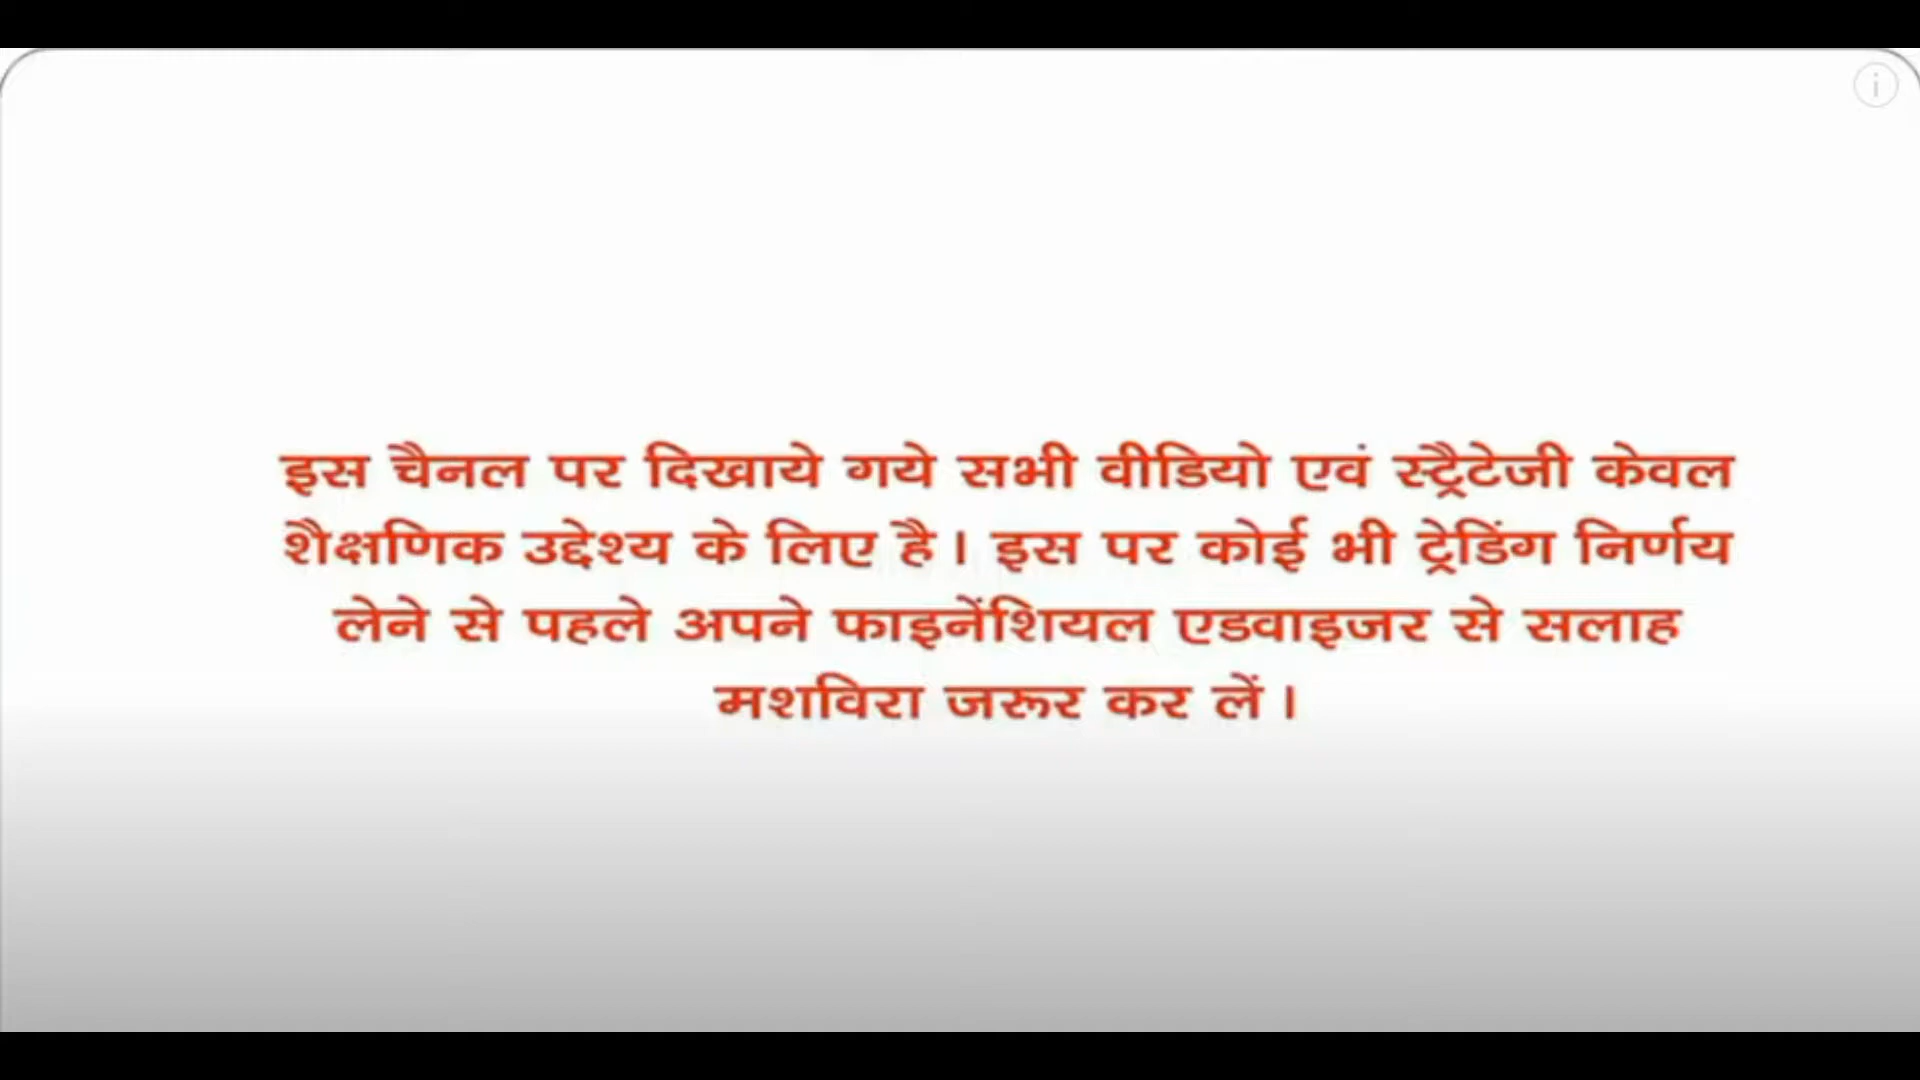 इस चैनल पर दिखाये गये सभी वीडियो एवं स्ट्रैटेजी केवल
शैक्षणिक उद्देश्य के लिए है। इस पर कोई भी ट्रेडिंग निर्णय
लेने से पहले अपने फाइनेंशियल एडवाइजर से सलाह
मशविरा जरूर कर लें।